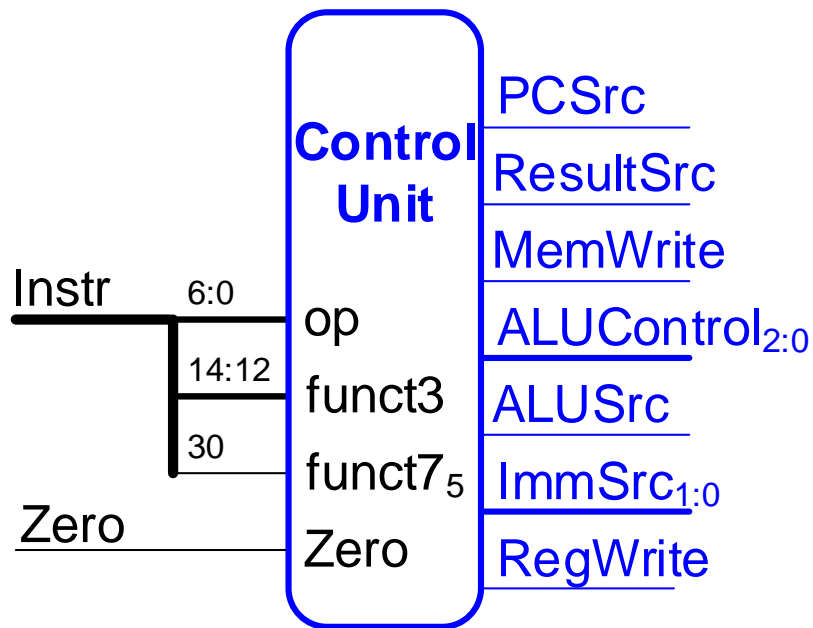 Control
Unit
Instr
6:0
14:12
30
Zero
op
funct3
funct7₅
Zero
PCSrc
ResultSrc
MemWrite
ALUControl₂:₀
ALUSrc
ImmSrc₁:₀
RegWrite